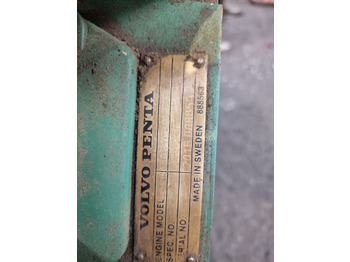 VOLVO PENTA
ENGINE MODEL
SPEC. NO.
SERIAL NO.
MADE IN SWEDEN 888563